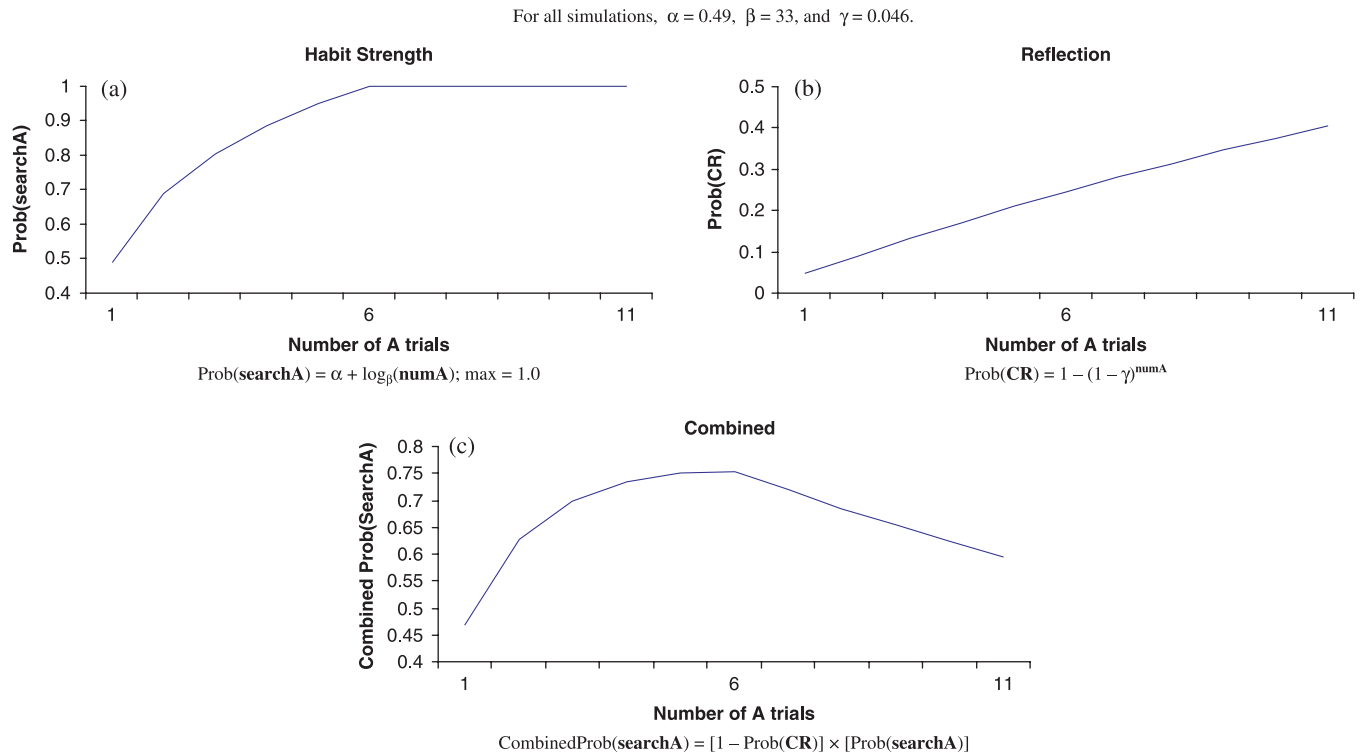 For all simulations, α = 0.49, β = 33, and γ = 0.046.
Habit Strength
(a)
Prob(searchA)
1
0.9
0.8
0.7
0.6
0.5
0.4
1 6 11
Number of A trials
Prob(searchA) = α + logβ(numA); max = 1.0
Reflection
(b)
Prob(CR)
0.5
0.4
0.3
0.2
0.1
0
1 6 11
Number of A trials
Prob(CR) = 1 – (1 – γ)^numA
Combined
(c)
Combined Prob(SearchA)
0.8
0.75
0.7
0.65
0.6
0.55
0.5
0.45
0.4
1 6 11
Number of A trials
CombinedProb(searchA) = [1 – Prob(CR)] × [Prob(searchA)]